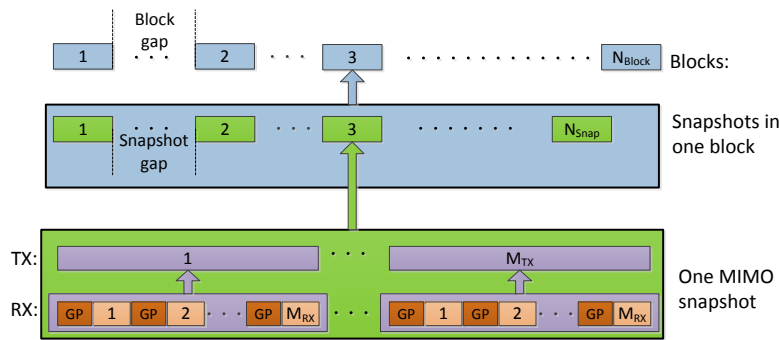 Block
gap
1 . . . 2 . . . 3 . . . . . . . . . . . . . N_Block Blocks:
1 . . . 2 . . . 3 . . . . . . . N_Snap
Snapshot
gap
Snapshots in
one block
TX: 1 . . . M_TX
RX: GP 1 GP 2 . . . GP M_RX . . . GP 1 GP 2 . . . GP M_RX
One MIMO
snapshot